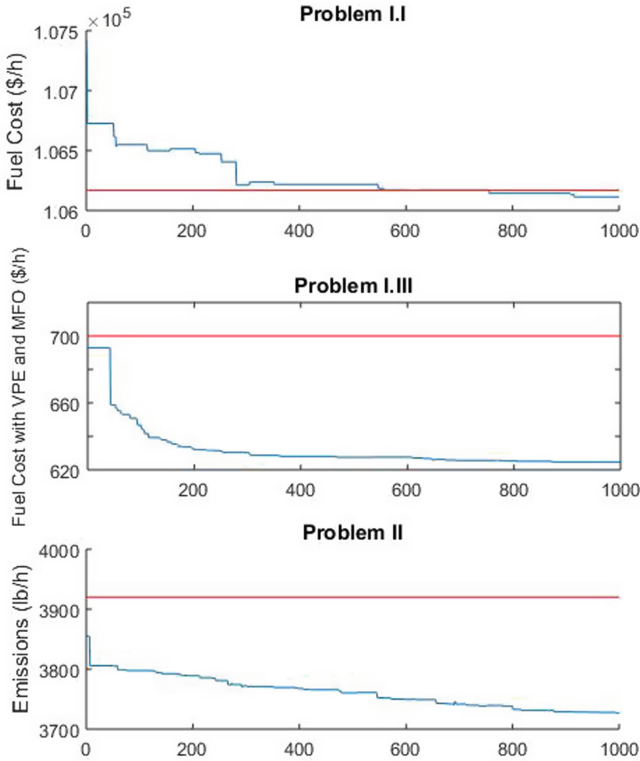 Problem I.I
×10⁵
1.075
1.07
1.065
1.06
Fuel Cost ($/h)
0 200 400 600 800 1000
Problem I.III
700
660
620
Fuel Cost with VPE and MFO ($/h)
200 400 600 800 1000
Problem II
4000
3900
3800
3700
Emissions (lb/h)
0 200 400 600 800 1000